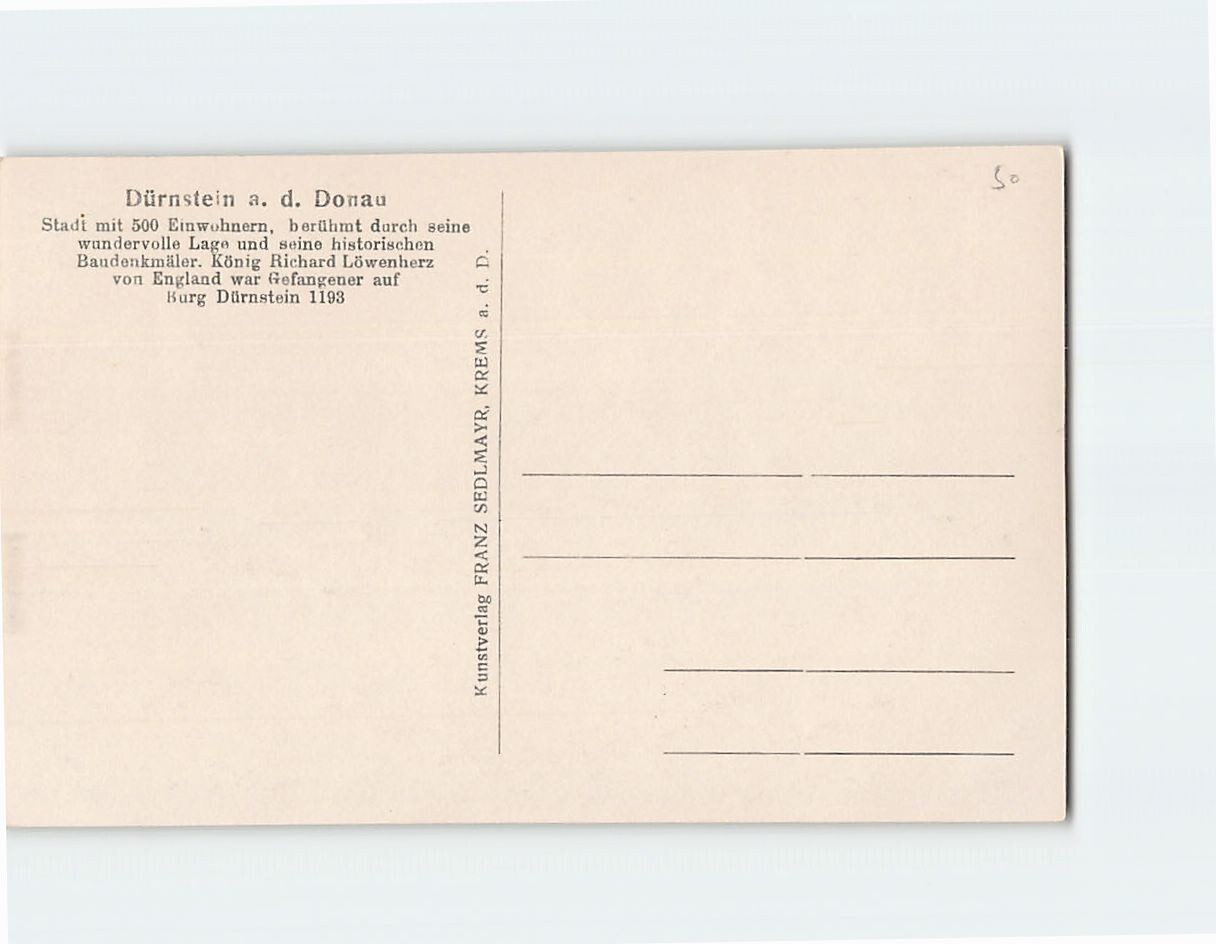 Dürnstein a. d. Donau
Stadt mit 500 Einwohnern, berühmt durch seine
wundervolle Lage und seine historischen
Baudenkmäler. König Richard Löwenherz
von England war Gefangener auf
Burg Dürnstein 1193
Kunstverlag FRANZ SEDLMAYR, KREMS a. d. D.
50